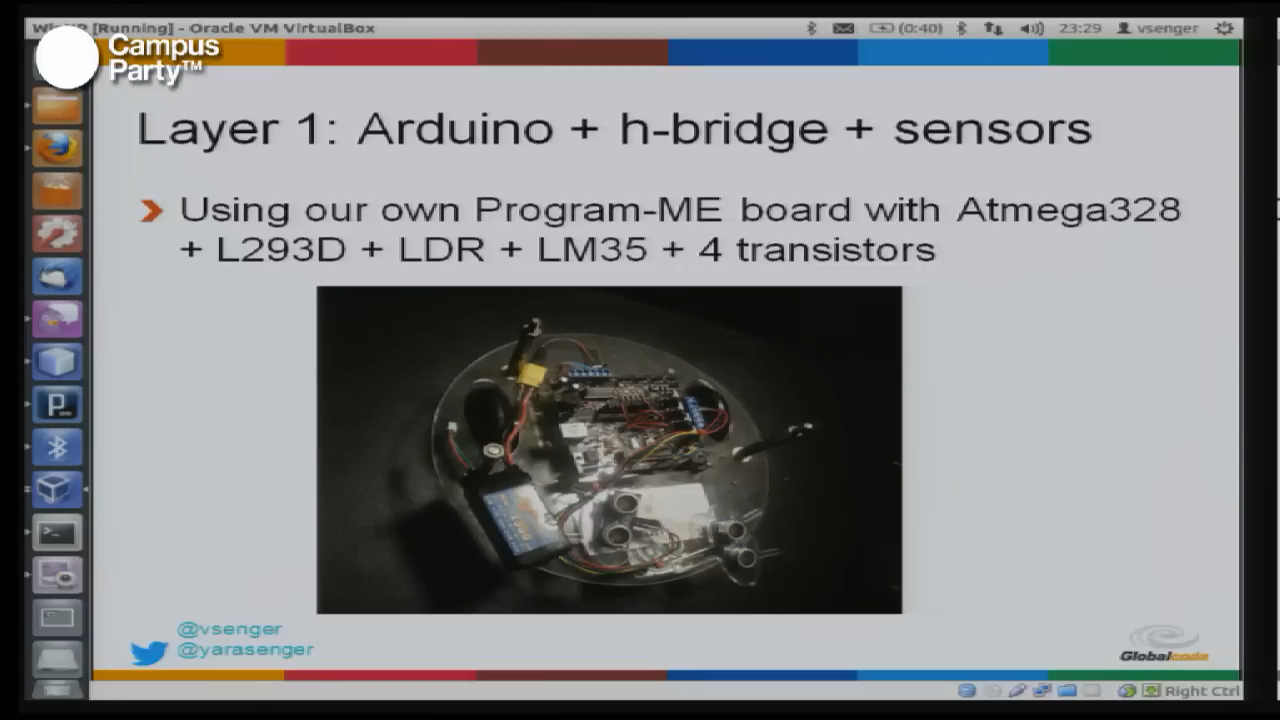 [Running] - Oracle VM VirtualBox
(0:40)
23:29
vsenger
Campus
Party™
Layer 1: Arduino + h-bridge + sensors
Using our own Program-ME board with Atmega328
+ L293D + LDR + LM35 + 4 transistors
@vsenger
@yarasenger
Globalcode
Right Ctrl